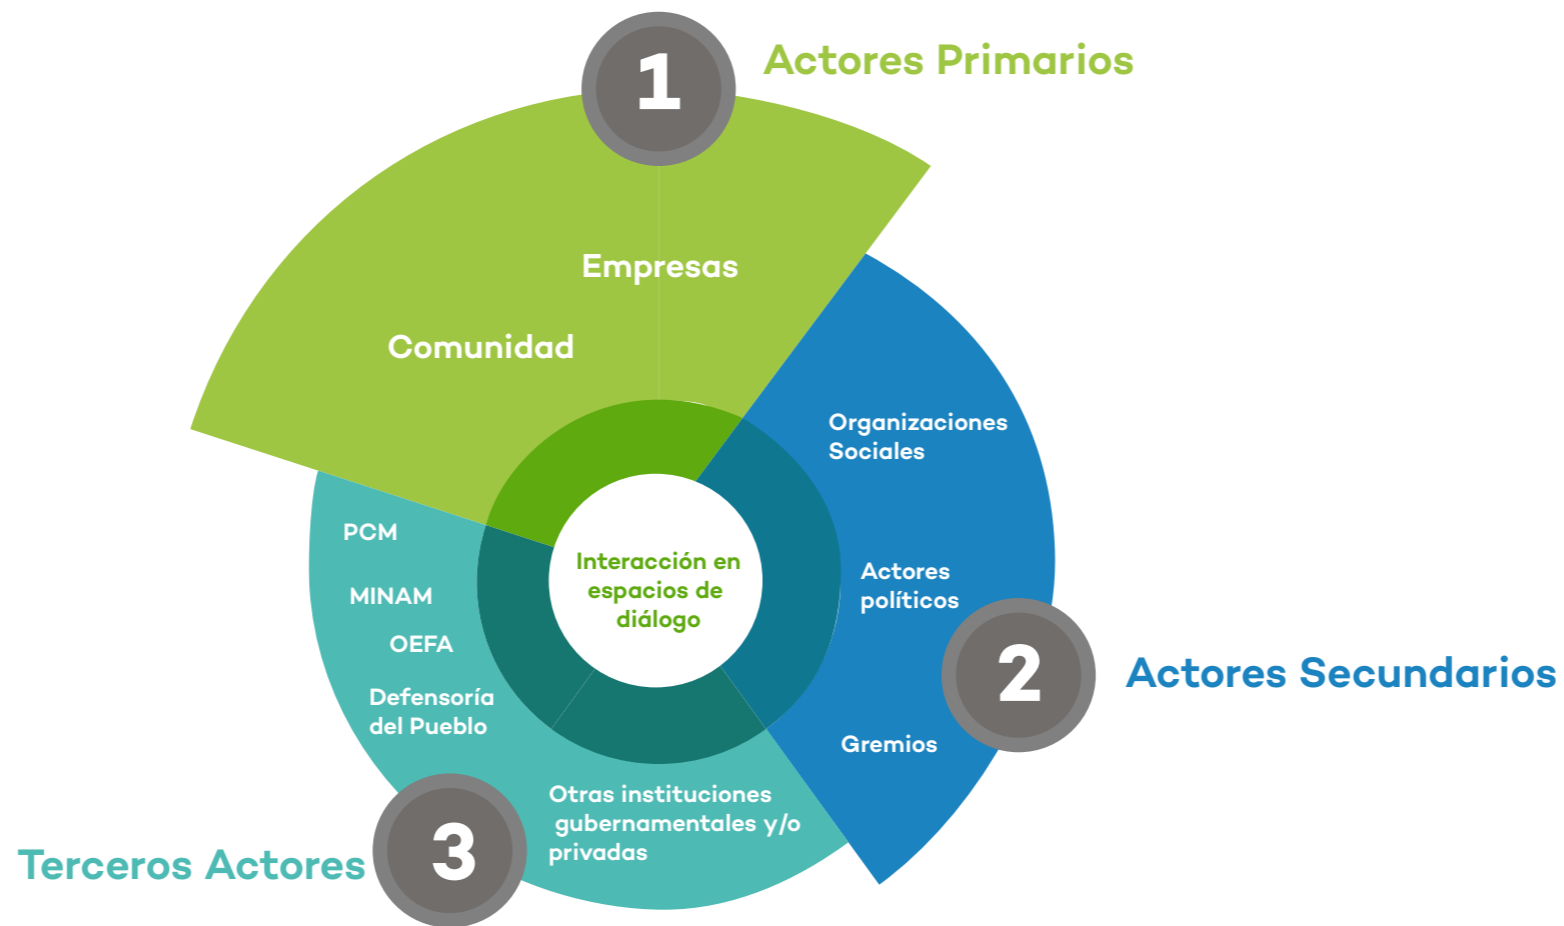 1
Actores Primarios
Empresas
Comunidad
Organizaciones
Sociales
Actores
políticos
Gremios
2
Actores Secundarios
Interacción en
espacios de
diálogo
PCM
MINAM
OEFA
Defensoría
del Pueblo
Otras instituciones
gubernamentales y/o
privadas
3
Terceros Actores